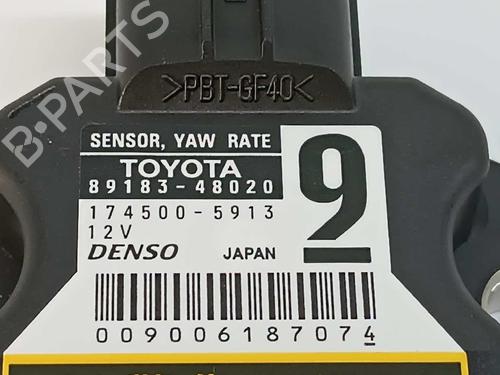 >PBT-GF40<
SENSOR, YAW RATE
TOYOTA
89183-48020
9
174500-5913
12V
DENSO JAPAN
009006187074
B-PARTS